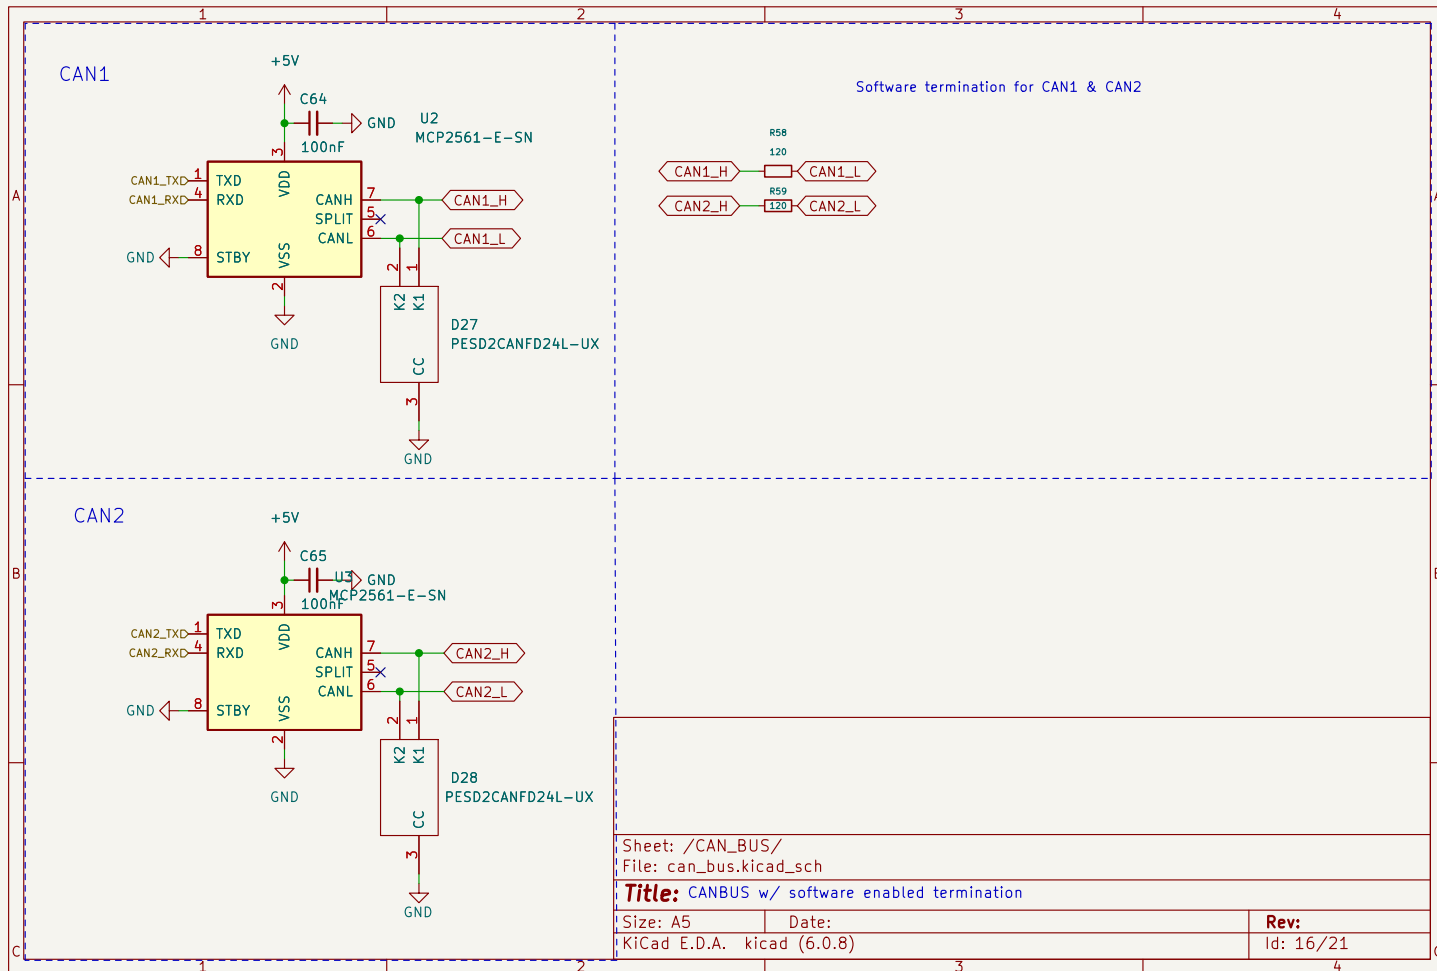 1 2 3 4
CAN1
+5V
C64
GND
100nF
U2
MCP2561-E-SN
3
VDD
CAN1_TX 1 TXD
CAN1_RX 4 RXD
CANH 7 CAN1_H
SPLIT 5
CANL 6 CAN1_L
GND 8 STBY
VSS
2
GND
2 1
K2 K1
D27
PESD2CANFD24L-UX
CC
3
GND
Software termination for CAN1 & CAN2
R58
120
CAN1_H CAN1_L
R59
CAN2_H 120 CAN2_L
A
CAN2
+5V
C65
GND
100nF
U3
MCP2561-E-SN
3
VDD
CAN2_TX 1 TXD
CAN2_RX 4 RXD
CANH 7 CAN2_H
SPLIT 5
CANL 6 CAN2_L
GND 8 STBY
VSS
2
GND
2 1
K2 K1
D28
PESD2CANFD24L-UX
CC
3
GND
B
Sheet: /CAN_BUS/
File: can_bus.kicad_sch
Title: CANBUS w/ software enabled termination
Size: A5 Date: Rev:
KiCad E.D.A. kicad (6.0.8) Id: 16/21
C
1 2 3 4